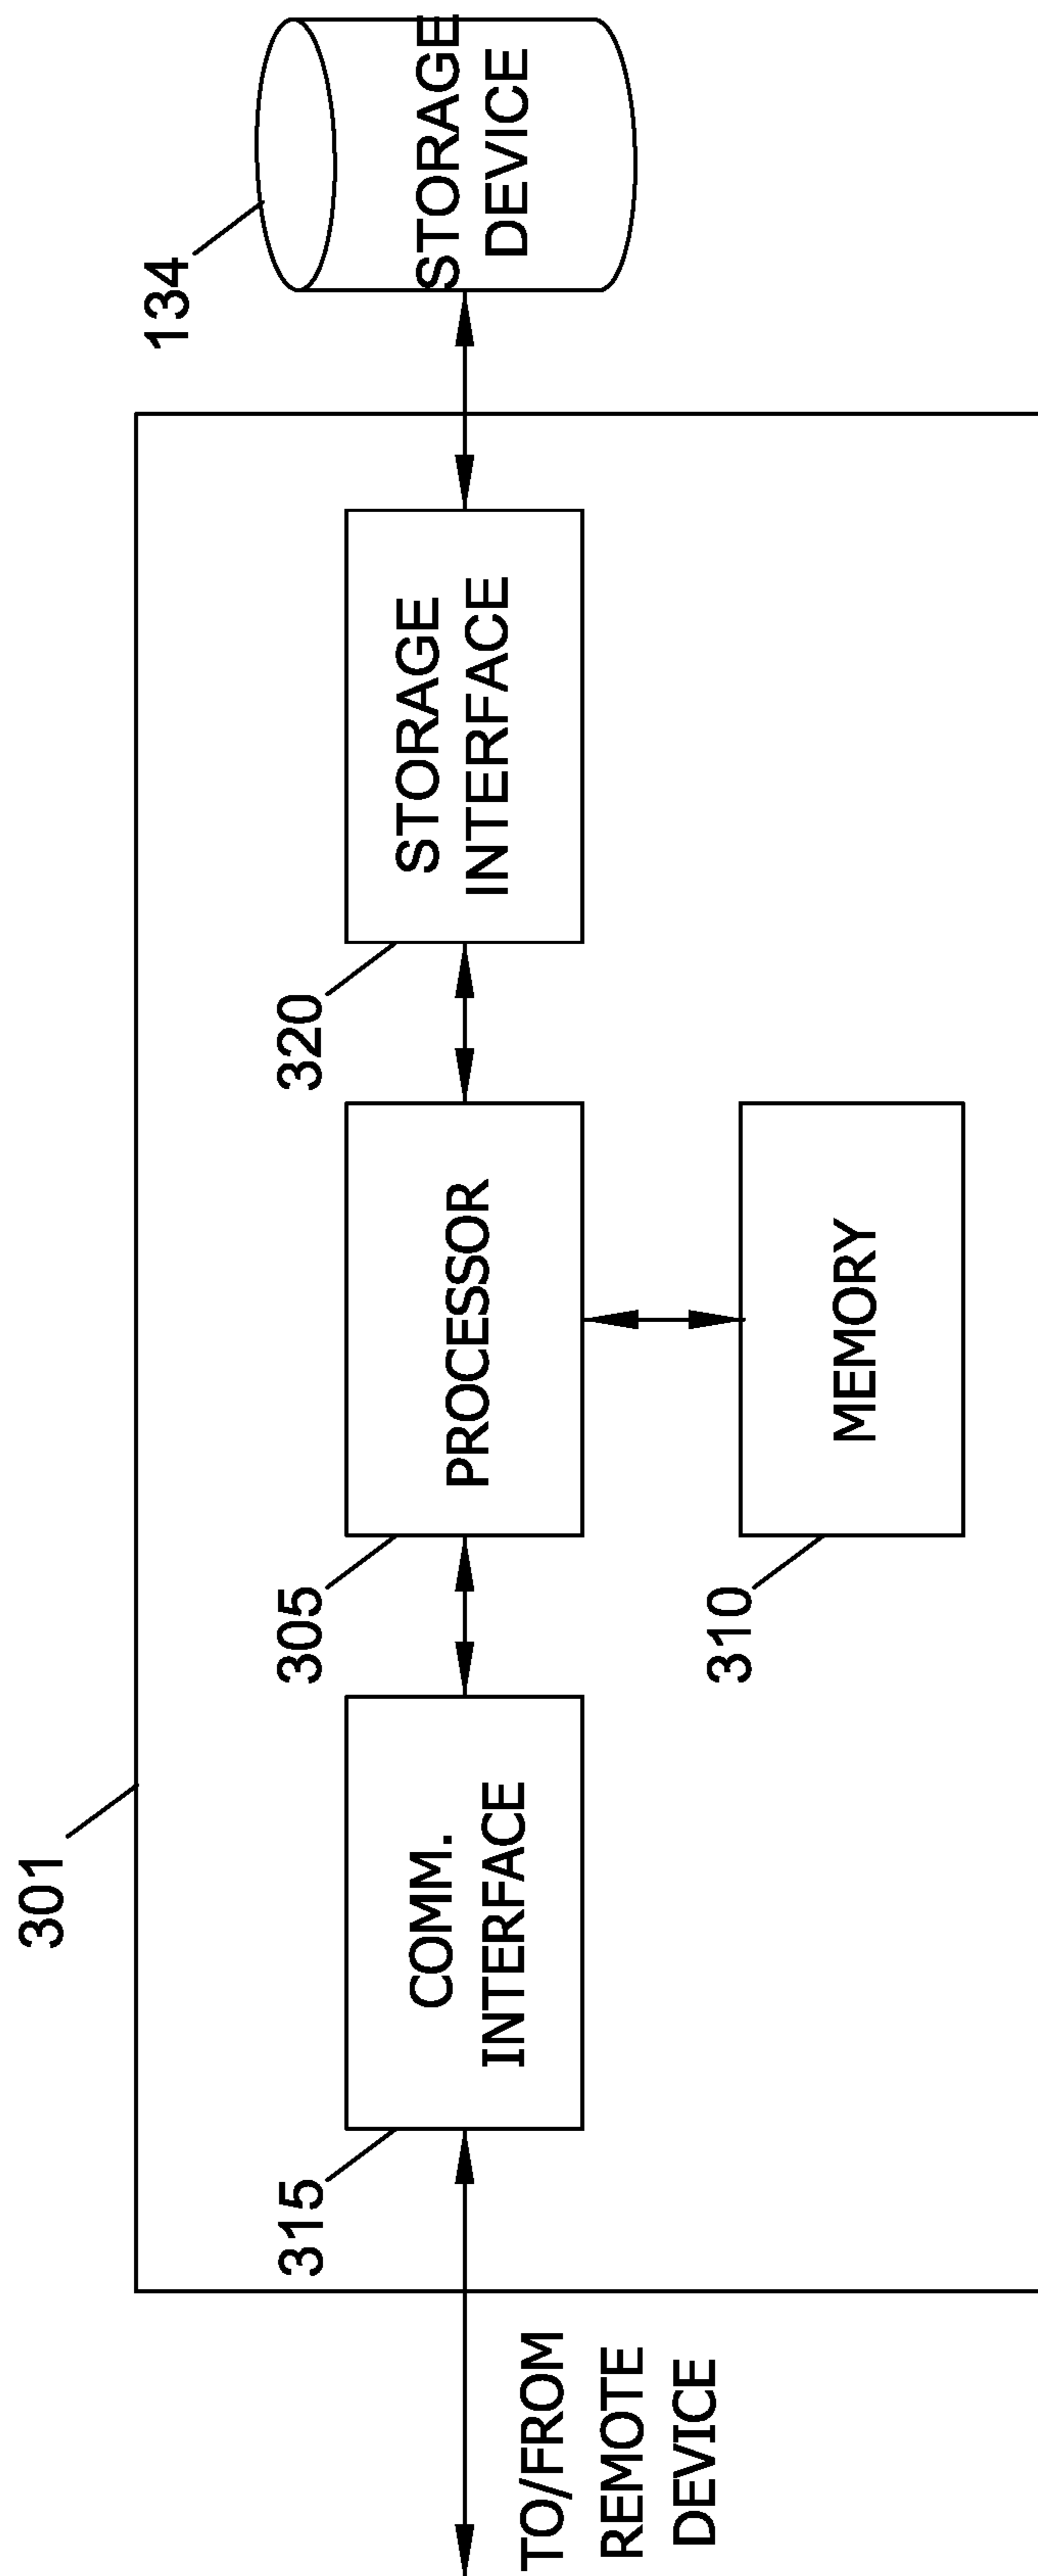 301
134
315
305
320
COMM.
INTERFACE
PROCESSOR
STORAGE
INTERFACE
STORAGE
DEVICE
TO/FROM
REMOTE
DEVICE
310
MEMORY